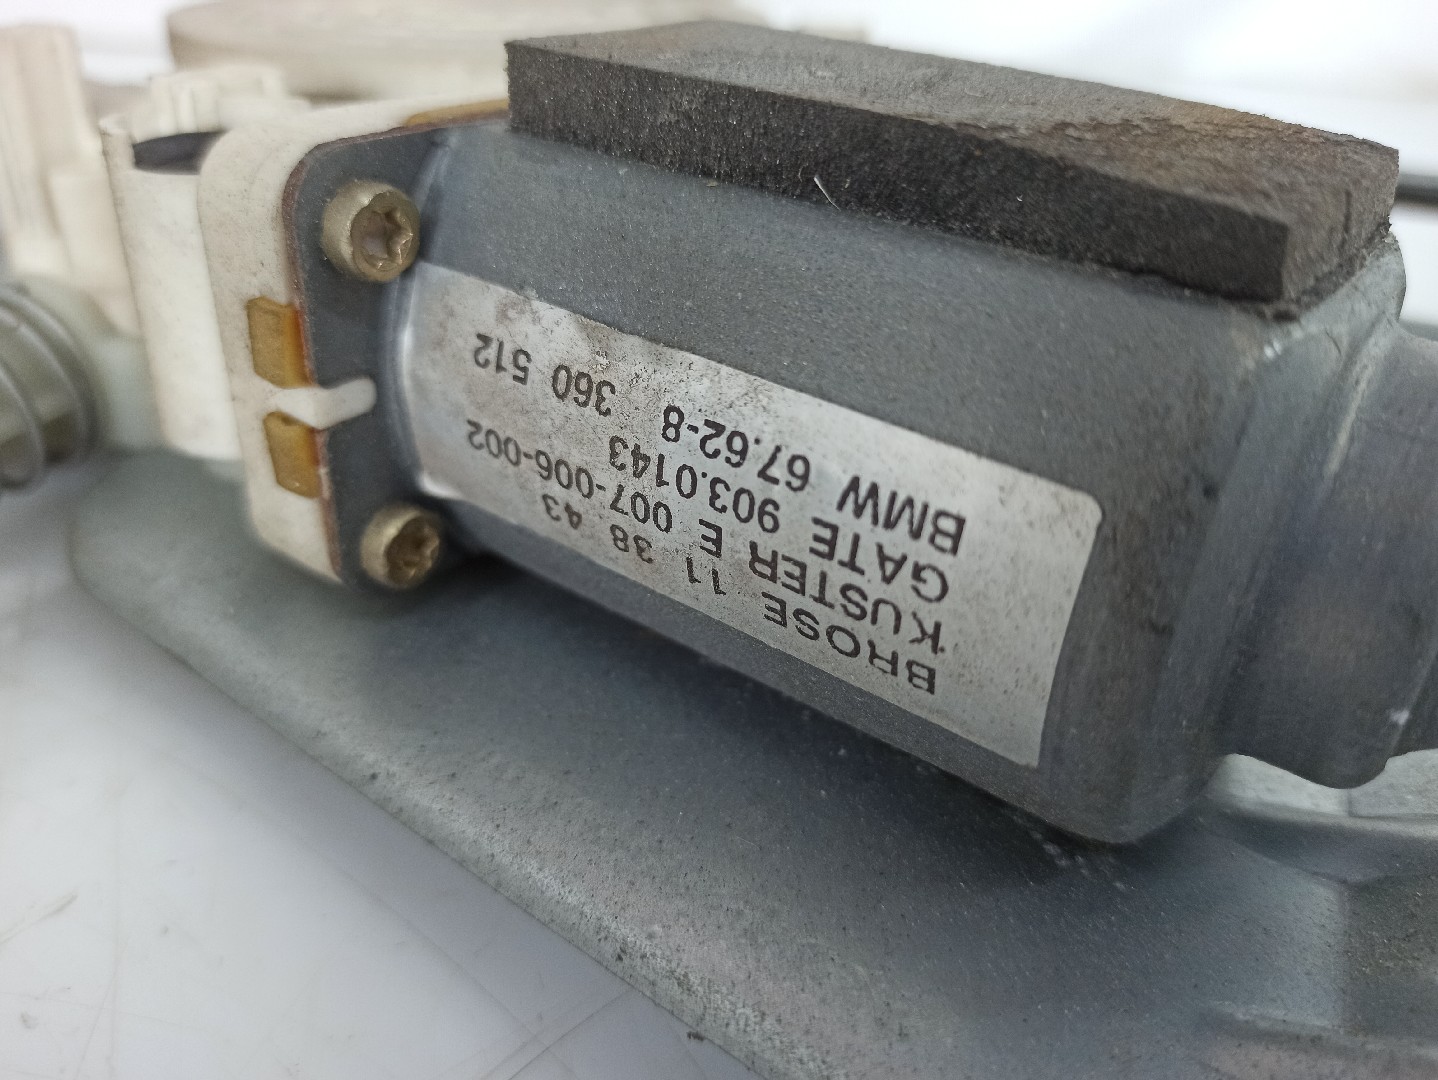 BMW 67.62-8 360 512
GATE 903.0143
KUSTER E 007-006-002
BROSE 11 38 43